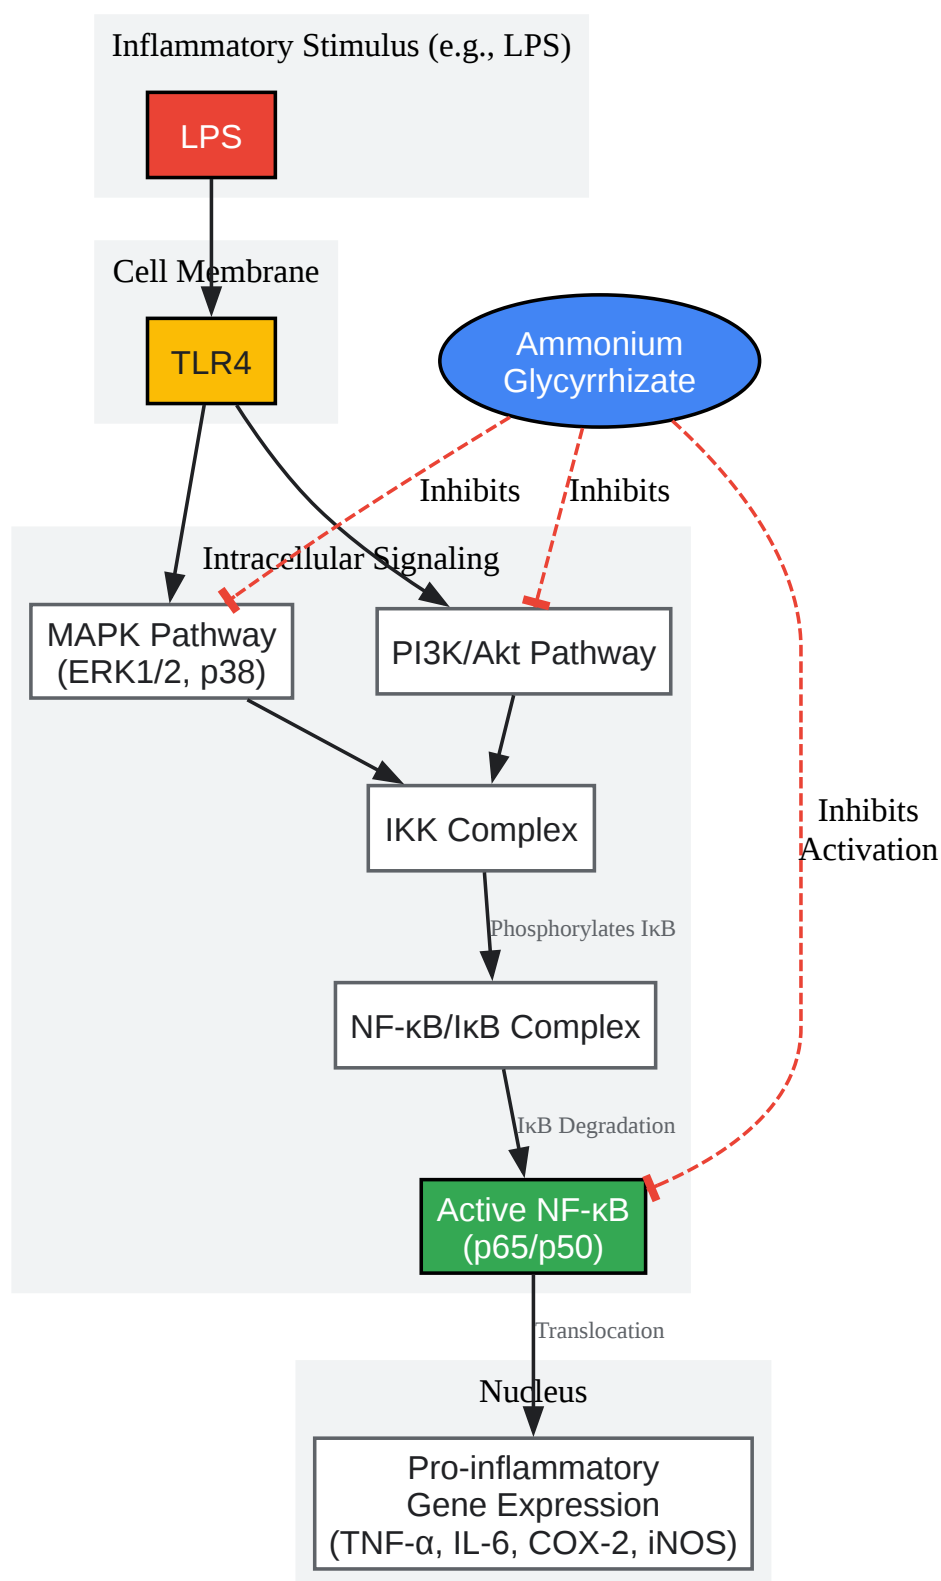 Inflammatory Stimulus (e.g., LPS)
LPS
Cell Membrane
TLR4
Ammonium
Glycyrrhizate
Inhibits
Inhibits
Intracellular Signaling
MAPK Pathway
(ERK1/2, p38)
PI3K/Akt Pathway
IKK Complex
Inhibits
Activation
Phosphorylates IκB
NF-κB/IκB Complex
IκB Degradation
Active NF-κB
(p65/p50)
Translocation
Nucleus
Pro-inflammatory
Gene Expression
(TNF-α, IL-6, COX-2, iNOS)